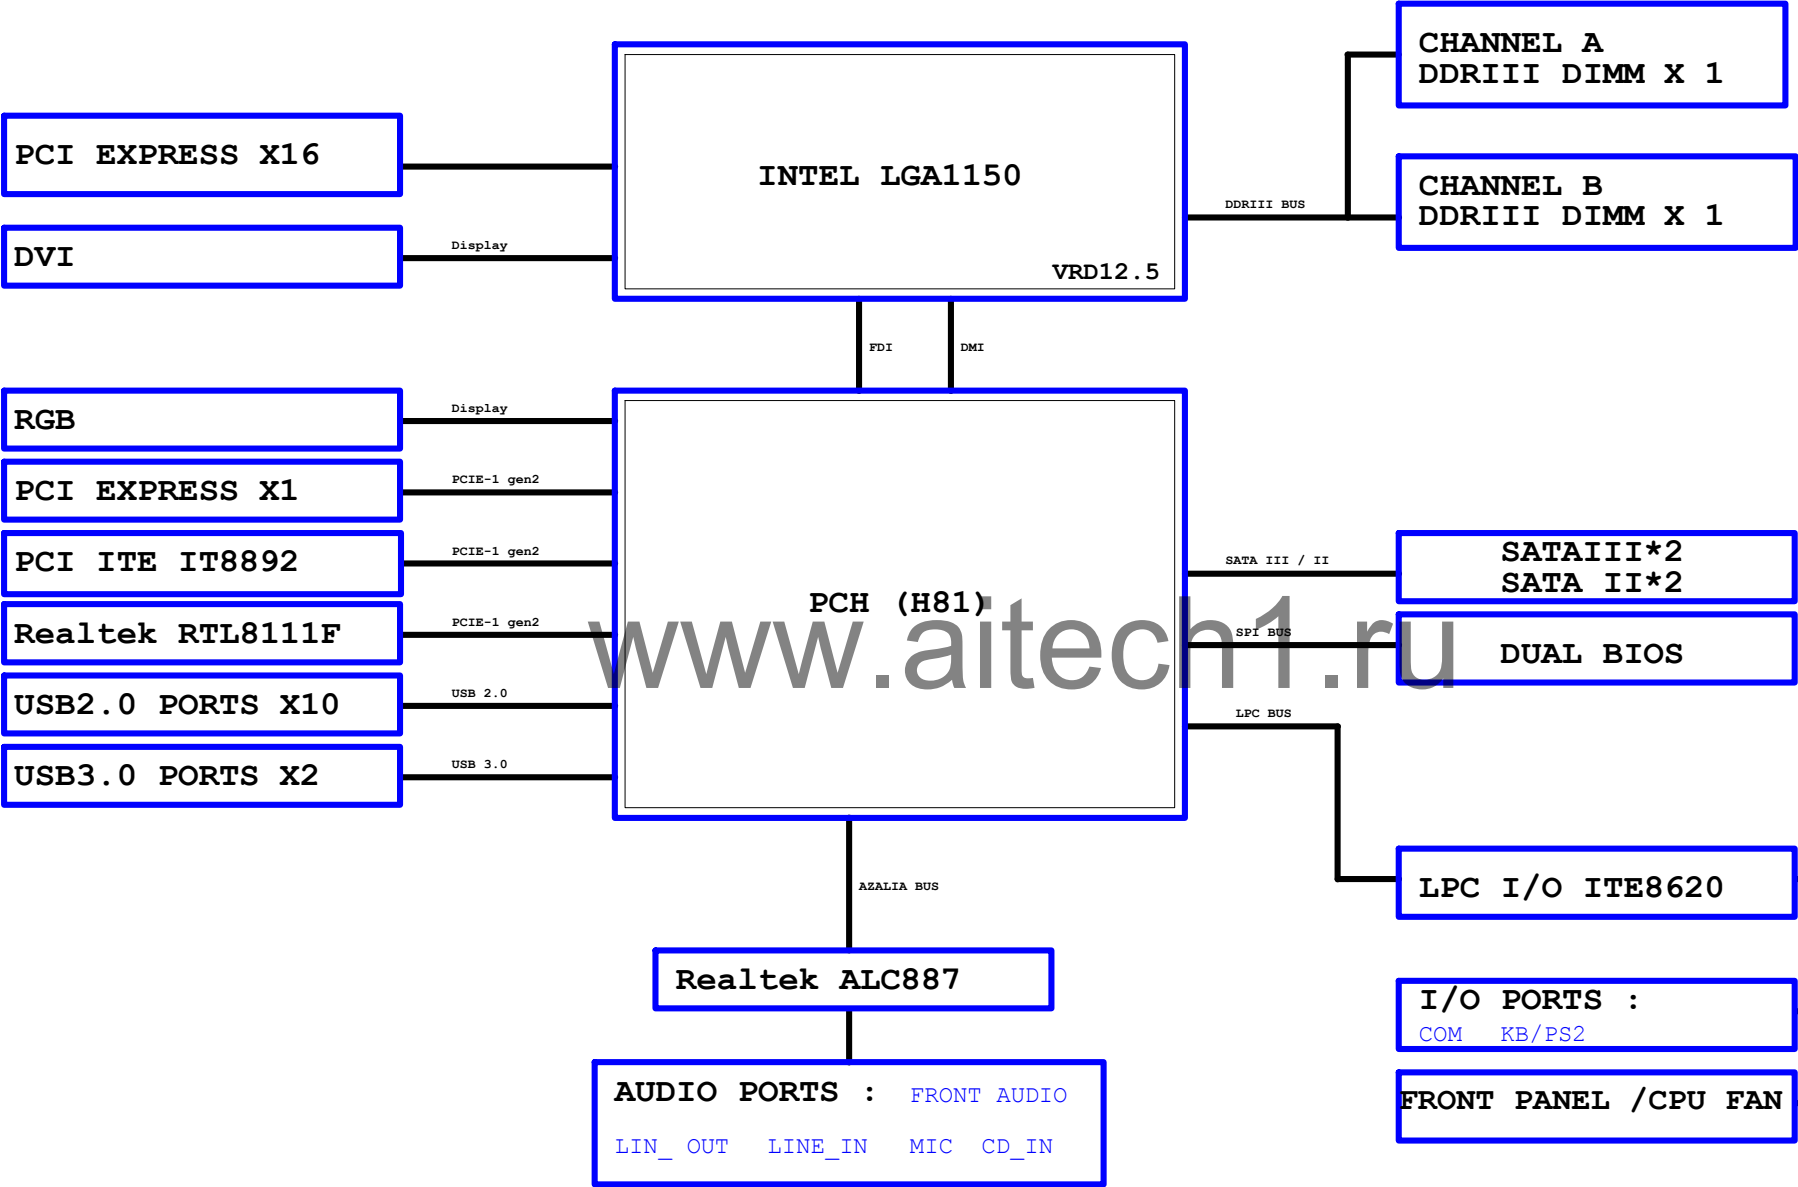 CHANNEL A
DDRIII DIMM X 1
PCI EXPRESS X16
INTEL LGA1150
CHANNEL B
DDRIII DIMM X 1
DDRIII BUS
DVI
Display
VRD12.5
FDI
DMI
RGB
Display
PCI EXPRESS X1
PCIE-1 gen2
PCI ITE IT8892
PCIE-1 gen2
Realtek RTL8111F
PCIE-1 gen2
USB2.0 PORTS X10
USB 2.0
USB3.0 PORTS X2
USB 3.0
PCH (H81)
www.aitech1.ru
SATA III / II
SATAIII*2
SATA II*2
SPI BUS
DUAL BIOS
LPC BUS
LPC I/O ITE8620
AZALIA BUS
Realtek ALC887
I/O PORTS :
COM KB/PS2
AUDIO PORTS : FRONT AUDIO
LIN_ OUT LINE_IN MIC CD_IN
FRONT PANEL /CPU FAN